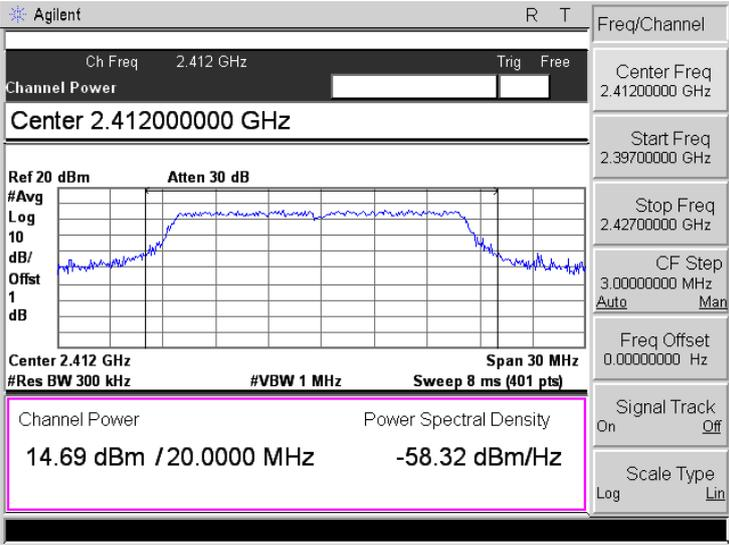 Agilent R T
Ch Freq 2.412 GHz Trig Free
Channel Power
Center 2.412000000 GHz
Ref 20 dBm Atten 30 dB
#Avg
Log
10
dB/
Offst
1
dB
Center 2.412 GHz Span 30 MHz
#Res BW 300 kHz #VBW 1 MHz Sweep 8 ms (401 pts)
Channel Power Power Spectral Density
14.69 dBm / 20.0000 MHz -58.32 dBm/Hz
Freq/Channel
Center Freq
2.41200000 GHz
Start Freq
2.39700000 GHz
Stop Freq
2.42700000 GHz
CF Step
3.00000000 MHz
Auto Man
Freq Offset
0.00000000 Hz
Signal Track
On Off
Scale Type
Log Lin